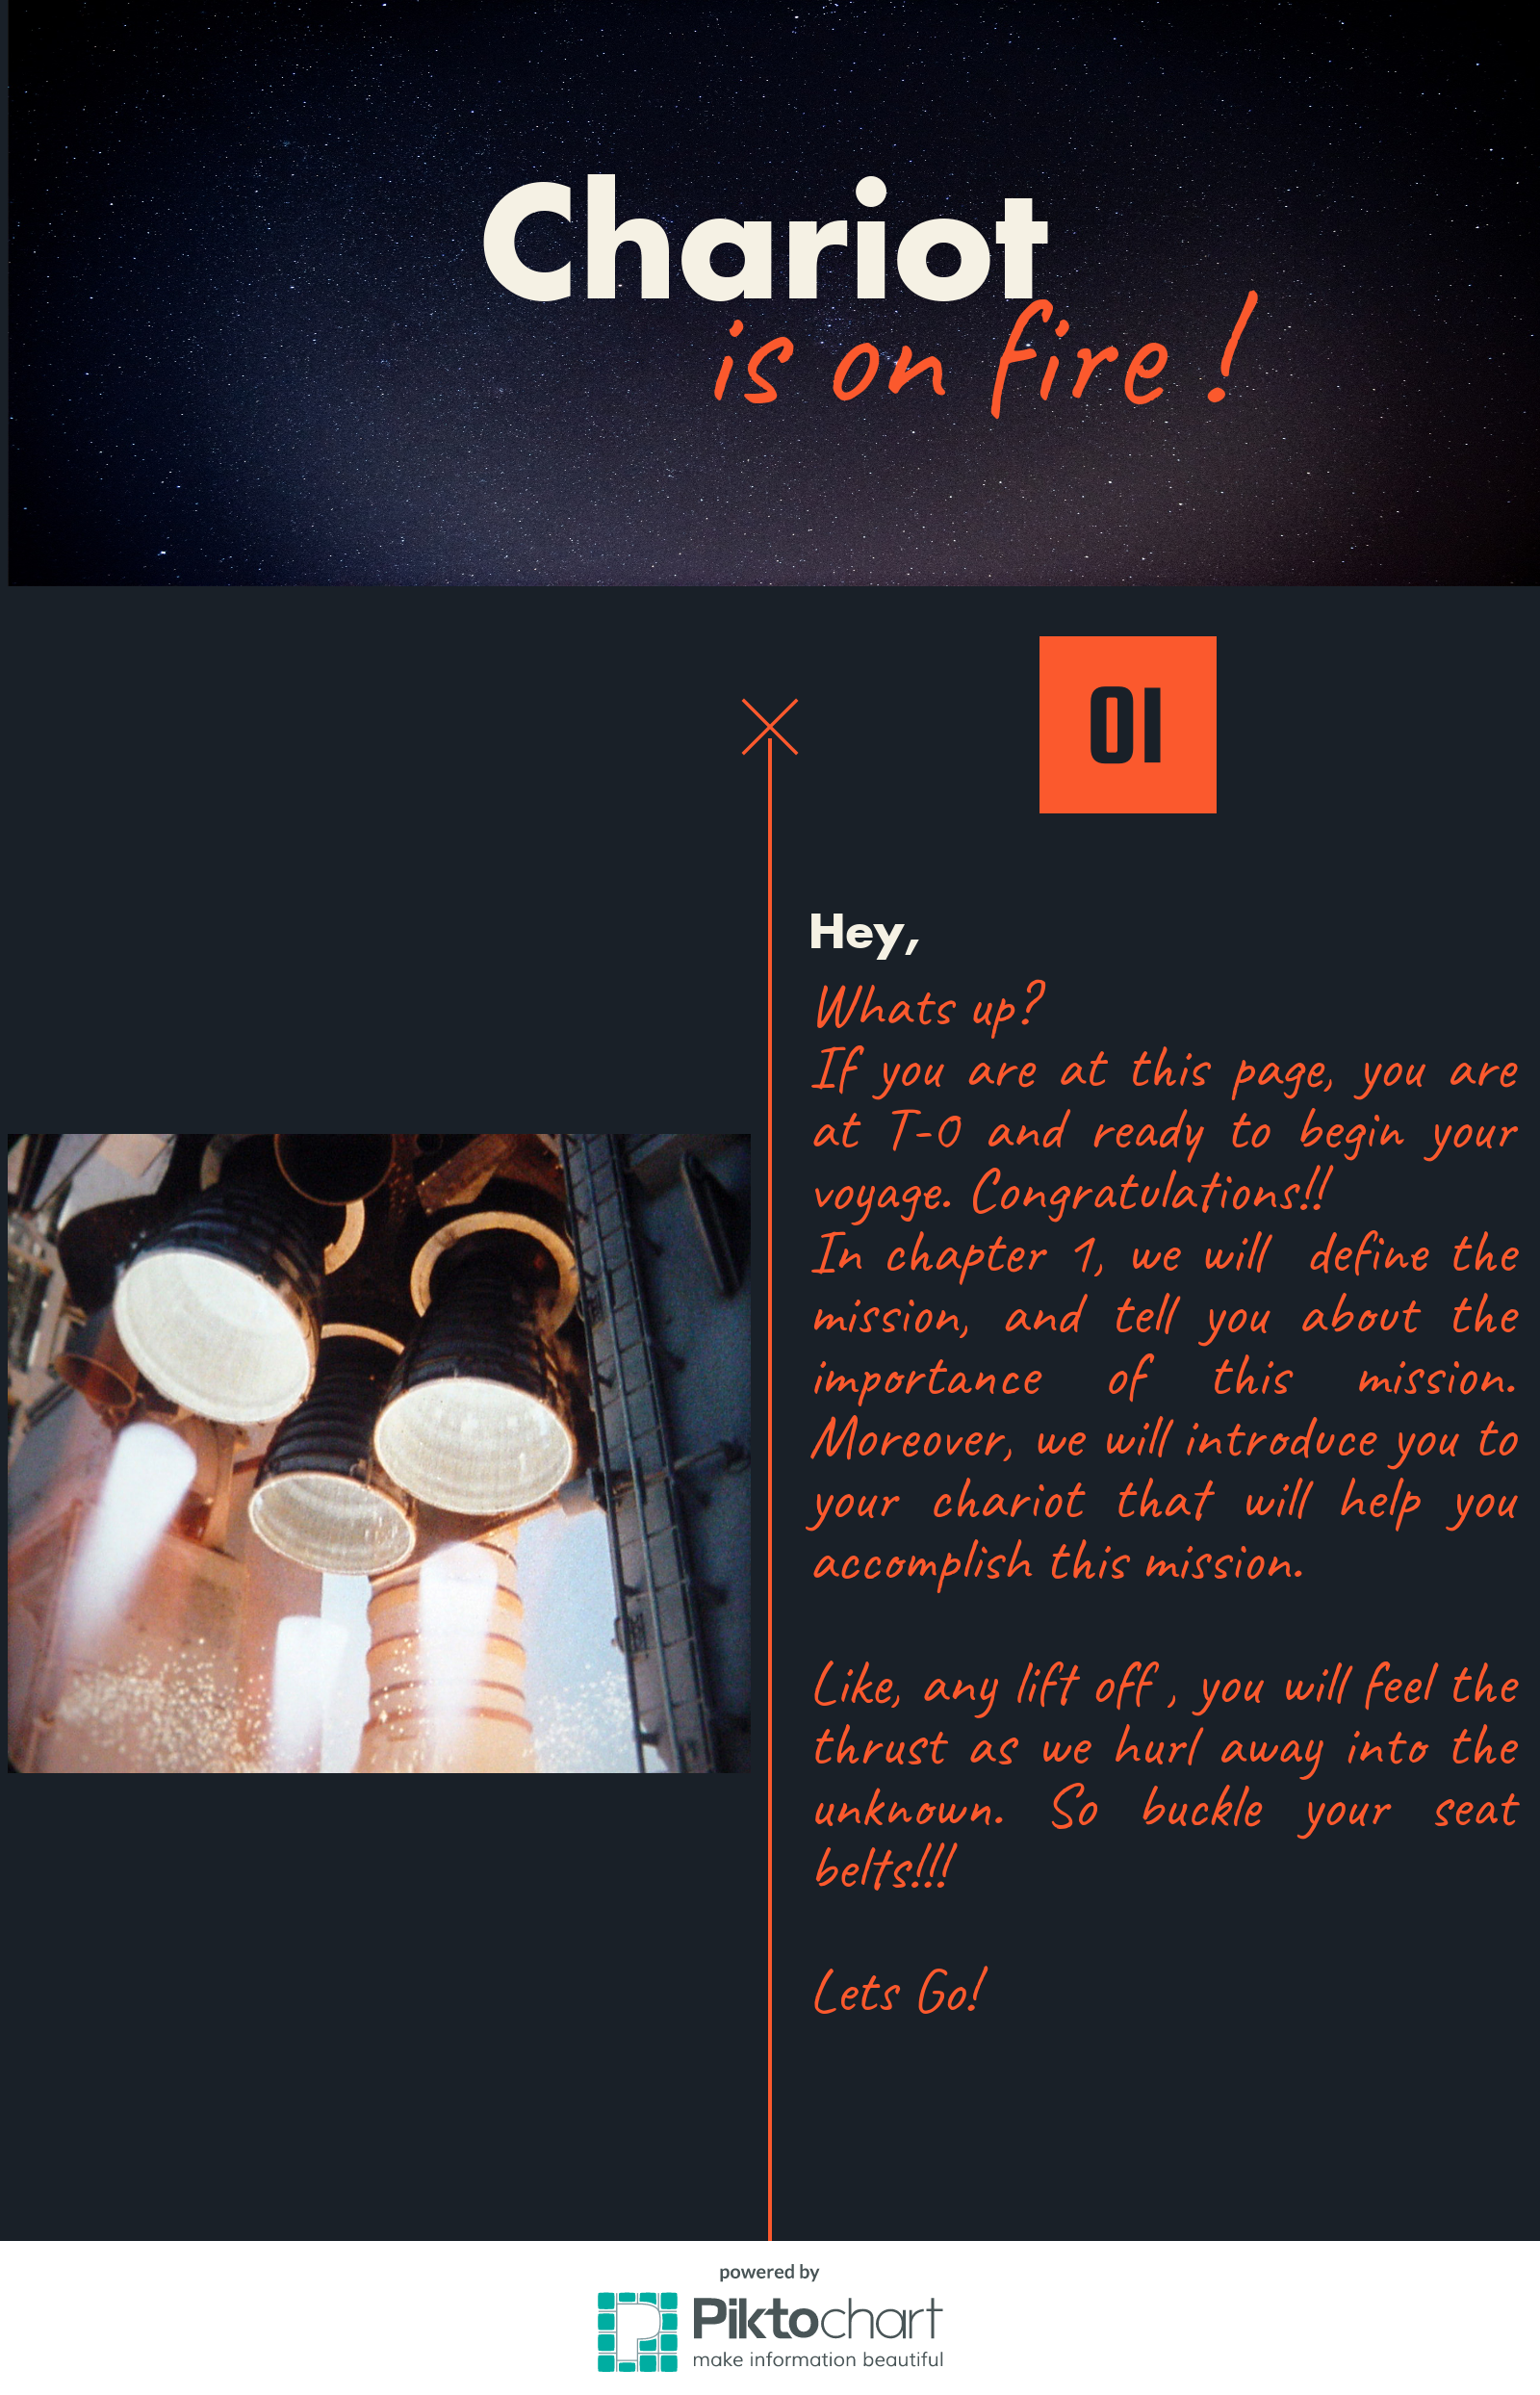 Chariot
is on fire !
01
Hey,
Whats up?
If you are at this page, you are
at T-0 and ready to begin your
voyage. Congratulations!!
In chapter 1, we will  define the
mission, and tell you about the
importance of this mission.
Moreover, we will introduce you to
your chariot that will help you
accomplish this mission.
Like, any lift off , you will feel the
thrust as we hurl away into the
unknown. So buckle your seat
belts!!!
Lets Go!
powered by
Piktochart
make information beautiful